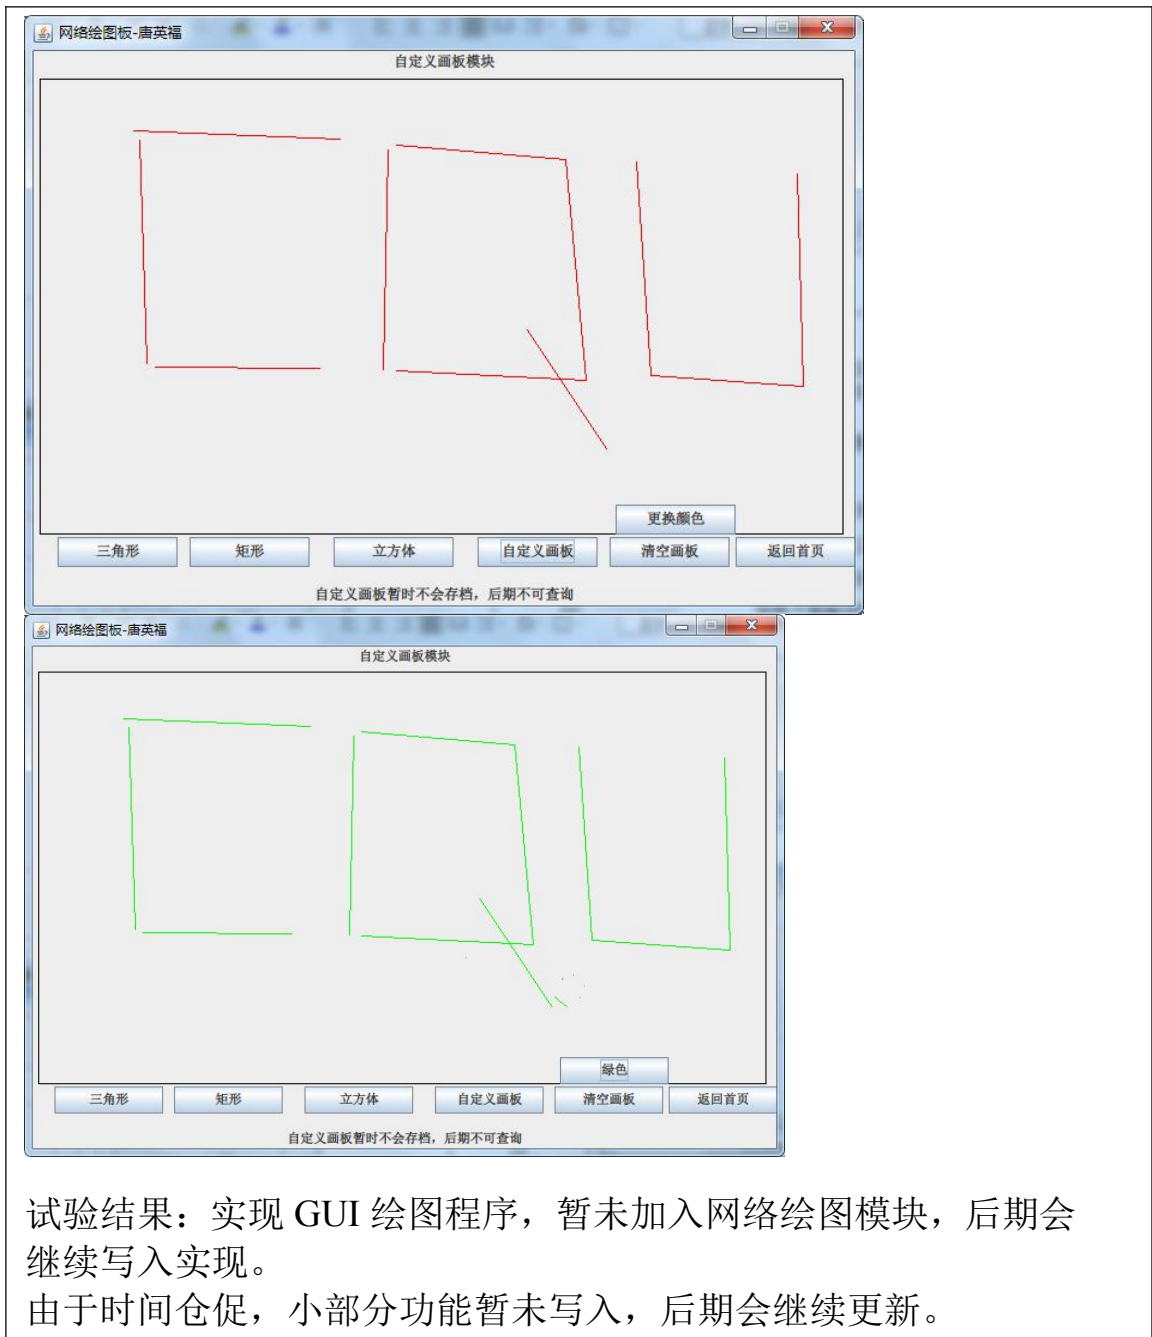 网络绘图板-唐英福
自定义画板模块
更换颜色
三角形 矩形 立方体 自定义画板 清空画板 返回首页
自定义画板暂时不会存档，后期不可查询
网络绘图板-唐英福
自定义画板模块
绿色
三角形 矩形 立方体 自定义画板 清空画板 返回首页
自定义画板暂时不会存档，后期不可查询
试验结果：实现 GUI 绘图程序，暂未加入网络绘图模块，后期会
继续写入实现。
由于时间仓促，小部分功能暂未写入，后期会继续更新。